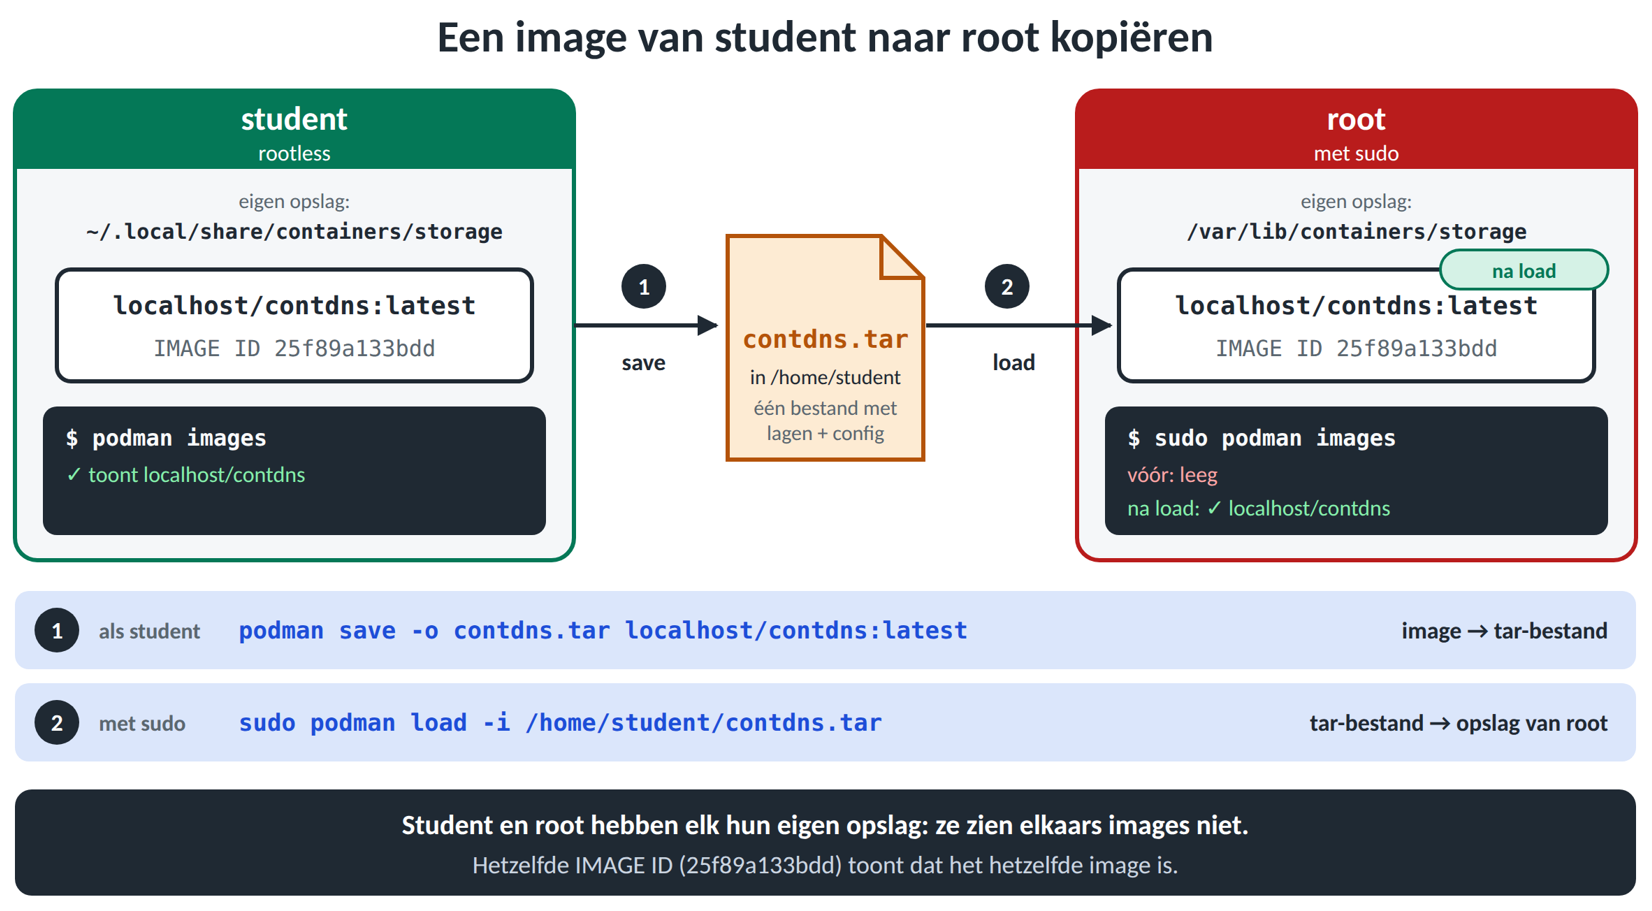 Een image van student naar root kopiëren
student
rootless
eigen opslag:
~/.local/share/containers/storage
localhost/contdns:latest
IMAGE ID 25f89a133bdd
$ podman images
✓ toont localhost/contdns
1
save
contdns.tar
in /home/student
één bestand met
lagen + config
2
load
root
met sudo
eigen opslag:
/var/lib/containers/storage
na load
localhost/contdns:latest
IMAGE ID 25f89a133bdd
$ sudo podman images
vóór: leeg
na load: ✓ localhost/contdns
1 als student podman save -o contdns.tar localhost/contdns:latest image → tar-bestand
2 met sudo sudo podman load -i /home/student/contdns.tar tar-bestand → opslag van root
Student en root hebben elk hun eigen opslag: ze zien elkaars images niet.
Hetzelfde IMAGE ID (25f89a133bdd) toont dat het hetzelfde image is.